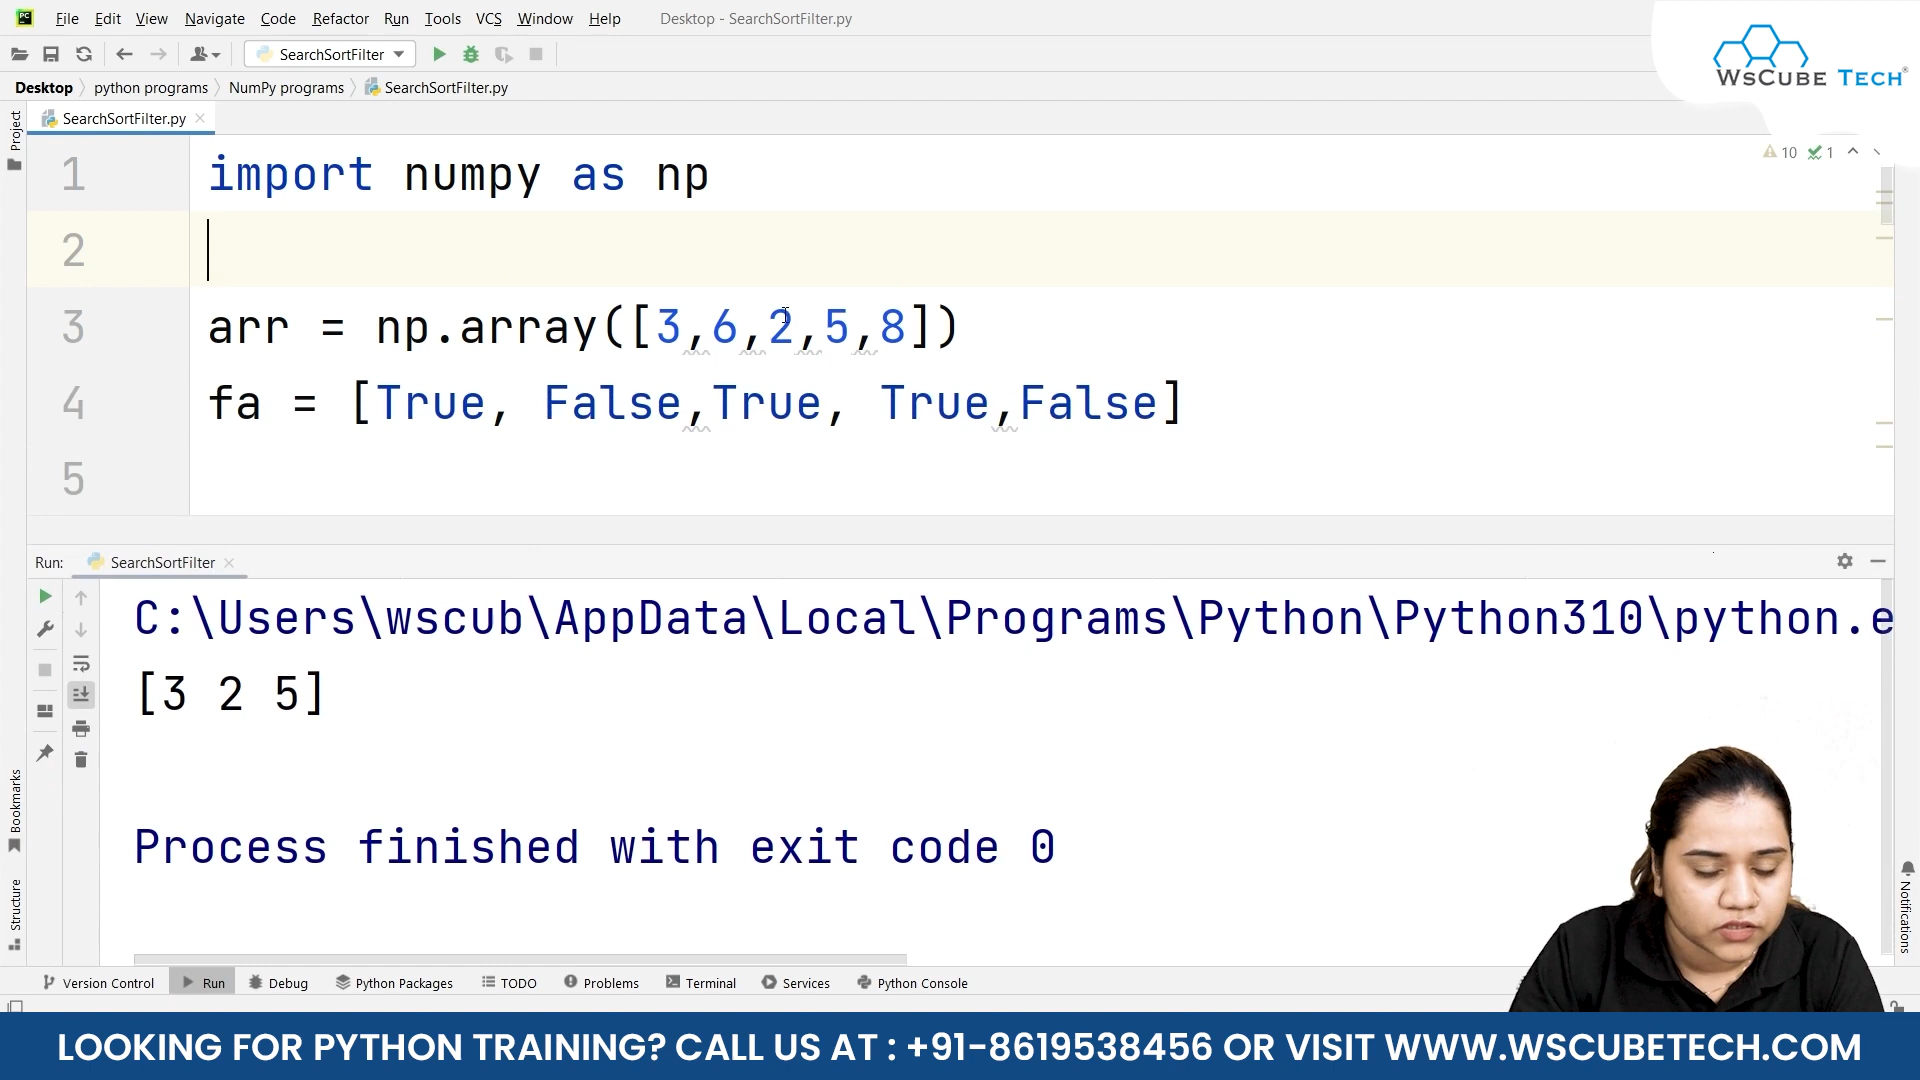 PC File Edit View Navigate Code Refactor Run Tools VCS Window Help Desktop - SearchSortFilter.py
SearchSortFilter
WsCube Tech®
Desktop python programs NumPy programs SearchSortFilter.py
SearchSortFilter.py
Project
10 1
1 import numpy as np
2
3 arr = np.array([3,6,2,5,8])
4 fa = [True, False,True, True,False]
5
Run: SearchSortFilter
C:\Users\wscub\AppData\Local\Programs\Python\Python310\python.e
[3 2 5]
Process finished with exit code 0
Bookmarks
Structure
Notifications
Version Control Run Debug Python Packages TODO Problems Terminal Services Python Console
LOOKING FOR PYTHON TRAINING? CALL US AT : +91-8619538456 OR VISIT WWW.WSCUBETECH.COM